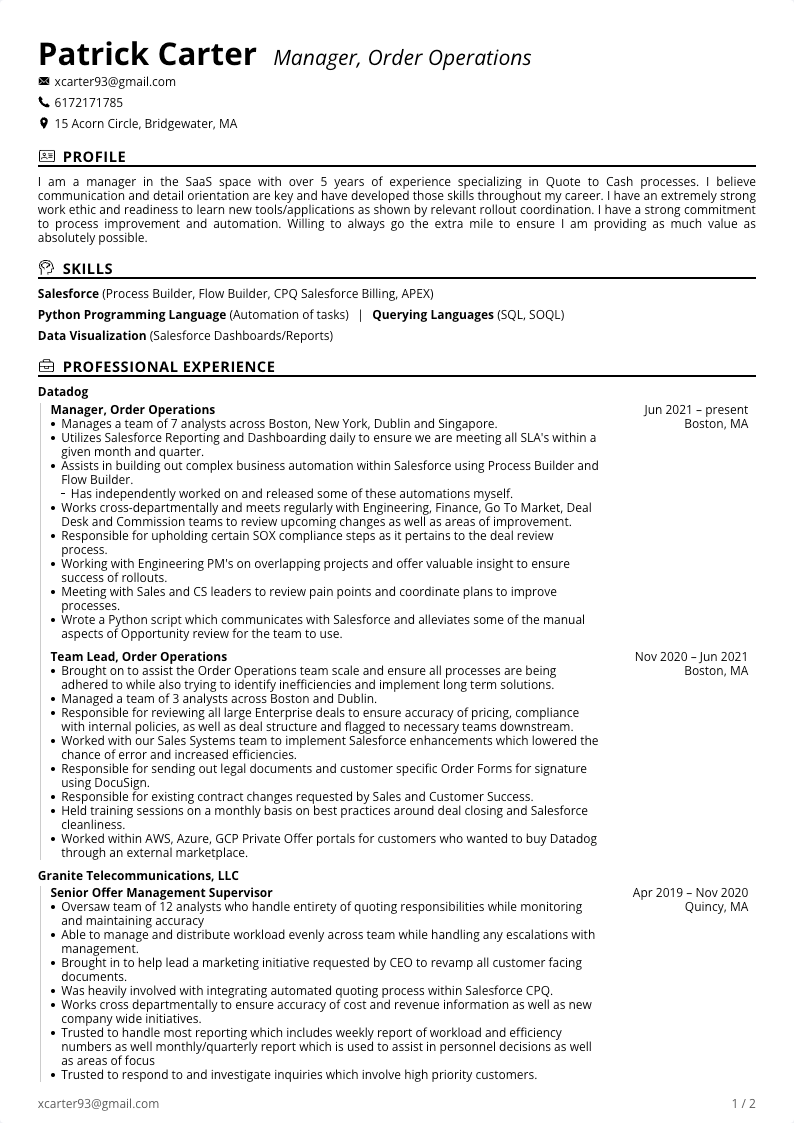 Patrick Carter Manager, Order Operations
xcarter93@gmail.com
6172171785
15 Acorn Circle, Bridgewater, MA
PROFILE
I am a manager in the SaaS space with over 5 years of experience specializing in Quote to Cash processes. I believe
communication and detail orientation are key and have developed those skills throughout my career. I have an extremely strong
work ethic and readiness to learn new tools/applications as shown by relevant rollout coordination. I have a strong commitment
to process improvement and automation. Willing to always go the extra mile to ensure I am providing as much value as
absolutely possible.
SKILLS
Salesforce (Process Builder, Flow Builder, CPQ Salesforce Billing, APEX)
Python Programming Language (Automation of tasks) | Querying Languages (SQL, SOQL)
Data Visualization (Salesforce Dashboards/Reports)
PROFESSIONAL EXPERIENCE
Datadog
Manager, Order Operations Jun 2021 – present
• Manages a team of 7 analysts across Boston, New York, Dublin and Singapore. Boston, MA
• Utilizes Salesforce Reporting and Dashboarding daily to ensure we are meeting all SLA's within a
given month and quarter.
• Assists in building out complex business automation within Salesforce using Process Builder and
Flow Builder.
– Has independently worked on and released some of these automations myself.
• Works cross-departmentally and meets regularly with Engineering, Finance, Go To Market, Deal
Desk and Commission teams to review upcoming changes as well as areas of improvement.
• Responsible for upholding certain SOX compliance steps as it pertains to the deal review
process.
• Working with Engineering PM's on overlapping projects and offer valuable insight to ensure
success of rollouts.
• Meeting with Sales and CS leaders to review pain points and coordinate plans to improve
processes.
• Wrote a Python script which communicates with Salesforce and alleviates some of the manual
aspects of Opportunity review for the team to use.
Team Lead, Order Operations Nov 2020 – Jun 2021
• Brought on to assist the Order Operations team scale and ensure all processes are being Boston, MA
adhered to while also trying to identify inefficiencies and implement long term solutions.
• Managed a team of 3 analysts across Boston and Dublin.
• Responsible for reviewing all large Enterprise deals to ensure accuracy of pricing, compliance
with internal policies, as well as deal structure and flagged to necessary teams downstream.
• Worked with our Sales Systems team to implement Salesforce enhancements which lowered the
chance of error and increased efficiencies.
• Responsible for sending out legal documents and customer specific Order Forms for signature
using DocuSign.
• Responsible for existing contract changes requested by Sales and Customer Success.
• Held training sessions on a monthly basis on best practices around deal closing and Salesforce
cleanliness.
• Worked within AWS, Azure, GCP Private Offer portals for customers who wanted to buy Datadog
through an external marketplace.
Granite Telecommunications, LLC
Senior Offer Management Supervisor Apr 2019 – Nov 2020
• Oversaw team of 12 analysts who handle entirety of quoting responsibilities while monitoring Quincy, MA
and maintaining accuracy
• Able to manage and distribute workload evenly across team while handling any escalations with
management.
• Brought in to help lead a marketing initiative requested by CEO to revamp all customer facing
documents.
• Was heavily involved with integrating automated quoting process within Salesforce CPQ.
• Works cross departmentally to ensure accuracy of cost and revenue information as well as new
company wide initiatives.
• Trusted to handle most reporting which includes weekly report of workload and efficiency
numbers as well monthly/quarterly report which is used to assist in personnel decisions as well
as areas of focus
• Trusted to respond to and investigate inquiries which involve high priority customers.
xcarter93@gmail.com 1 / 2